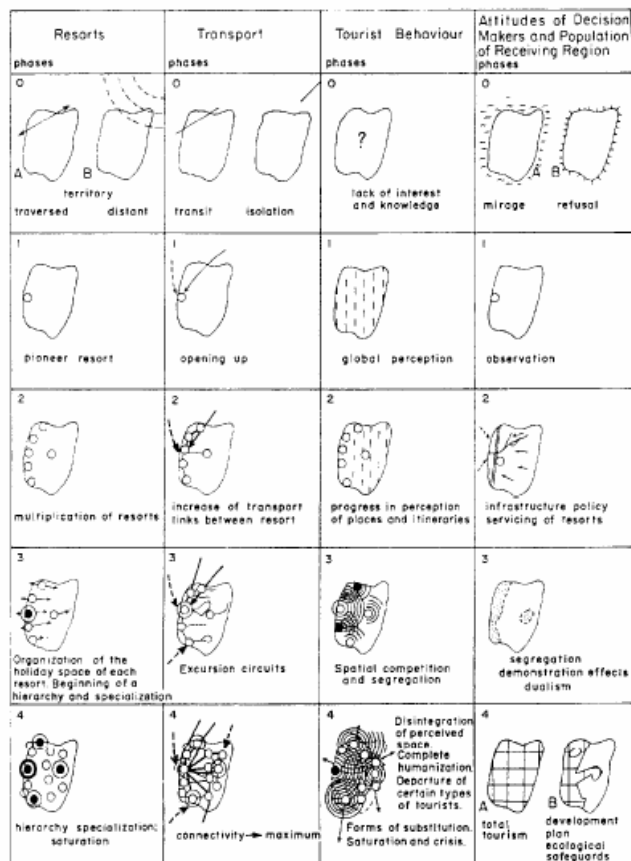 Resorts
phases
Transport
phases
Tourist Behaviour
phases
Attitudes of Decision
Makers and Population
of Receiving Region
phases
0
A
B
territory
traversed distant
0
transit isolation
0
?
lack of interest
and knowledge
0
A
B
mirage refusal
1
pioneer resort
1
opening up
1
global perception
1
observation
2
multiplication of resorts
2
increase of transport
links between resort
2
progress in perception
of places and itineraries
2
infrastructure policy
servicing of resorts
3
Organization of the
holiday space of each
resort. Beginning of a
hierarchy and specialization
3
Excursion circuits
3
Spatial competition
and segregation
3
segregation
demonstration effects
dualism
4
hierarchy specialization;
saturation
4
connectivity → maximum
4
Disintegration
of perceived
space.
Complete
humanization.
Departure of
certain types
of tourists.
Forms of substitution.
Saturation and crisis.
4
A
B
total
tourism
development
plan
ecological
safeguards